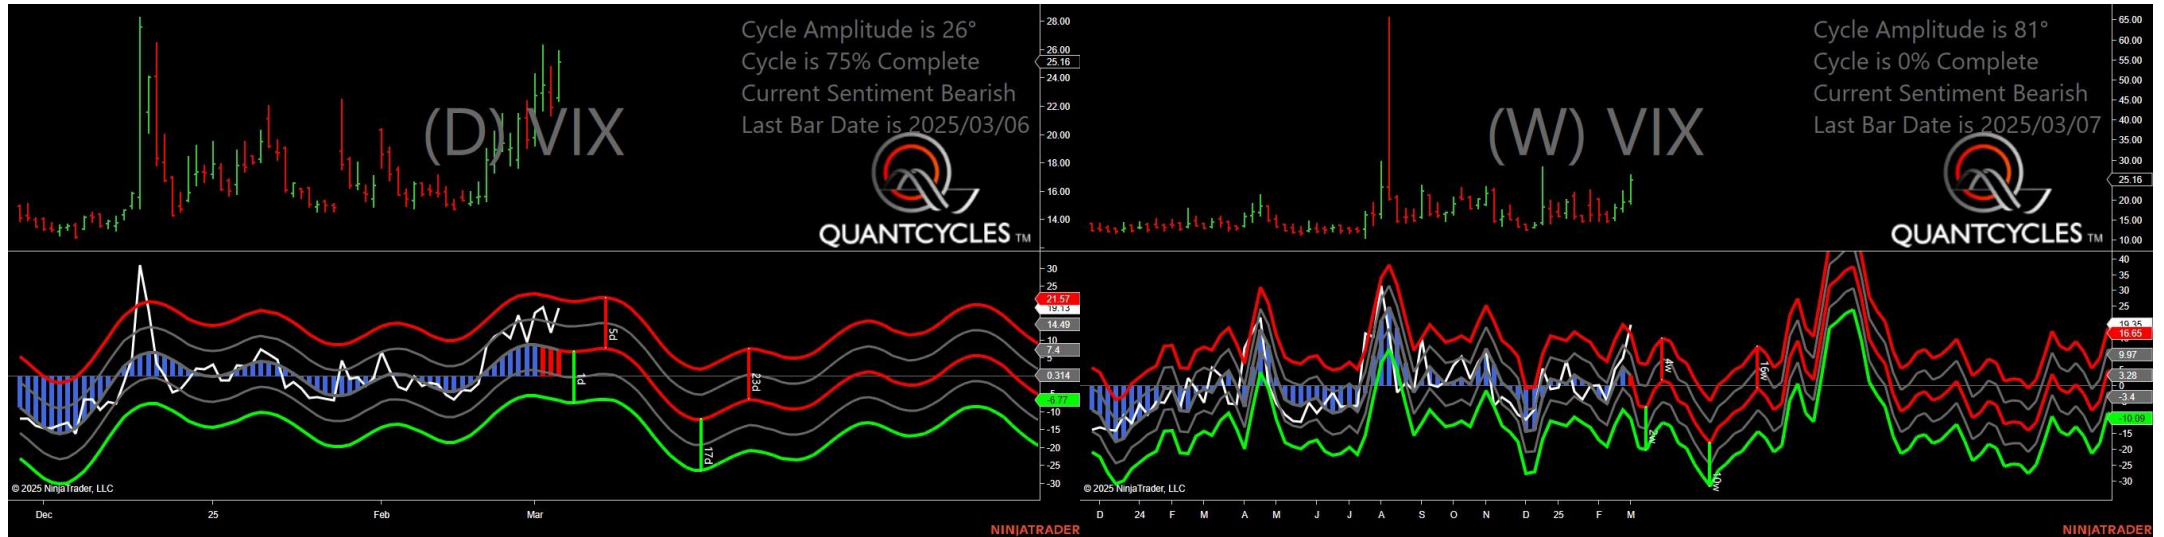 Cycle Amplitude is 26°
Cycle is 75% Complete
Current Sentiment Bearish
Last Bar Date is 2025/03/06
(D) VIX
QUANTCYCLES TM
28.00
26.00
25.16
24.00
22.00
20.00
18.00
16.00
14.00
30
25
21.57
19.13
14.49
7.4
5
0.314
-6.77
-10
-15
-20
-25
-30
5d
1d
23d
17d
© 2025 NinjaTrader, LLC
Dec
25
Feb
Mar
NINJATRADER
Cycle Amplitude is 81°
Cycle is 0% Complete
Current Sentiment Bearish
Last Bar Date is 2025/03/07
(W) VIX
QUANTCYCLES TM
65.00
60.00
55.00
50.00
45.00
40.00
35.00
30.00
25.16
20.00
15.00
10.00
40
35
30
25
19.35
16.65
9.97
3.28
0
-3.4
-10.09
-15
-20
-25
-30
4w
16w
2w
10w
© 2025 NinjaTrader, LLC
D
24
F
M
A
M
J
J
A
S
O
N
D
25
F
M
NINJATRADER